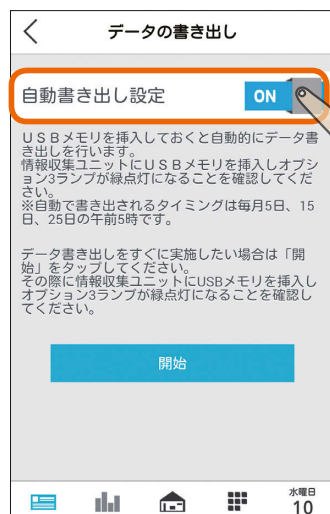 データの書き出し
自動書き出し設定
ON
USBメモリを挿入しておくと自動的にデータ書
き出しを行います。
情報収集ユニットにUSBメモリを挿入しオプシ
ョン3ランプが緑点灯になることを確認してくだ
さい。
※自動で書き出されるタイミングは毎月5日、15
日、25日の午前5時です。
データ書き出しをすぐに実施したい場合は「開
始」をタップしてください。
その際に情報収集ユニットにUSBメモリを挿入し
オプション3ランプが緑点灯になることを確認し
てください。
開始
水曜日
10